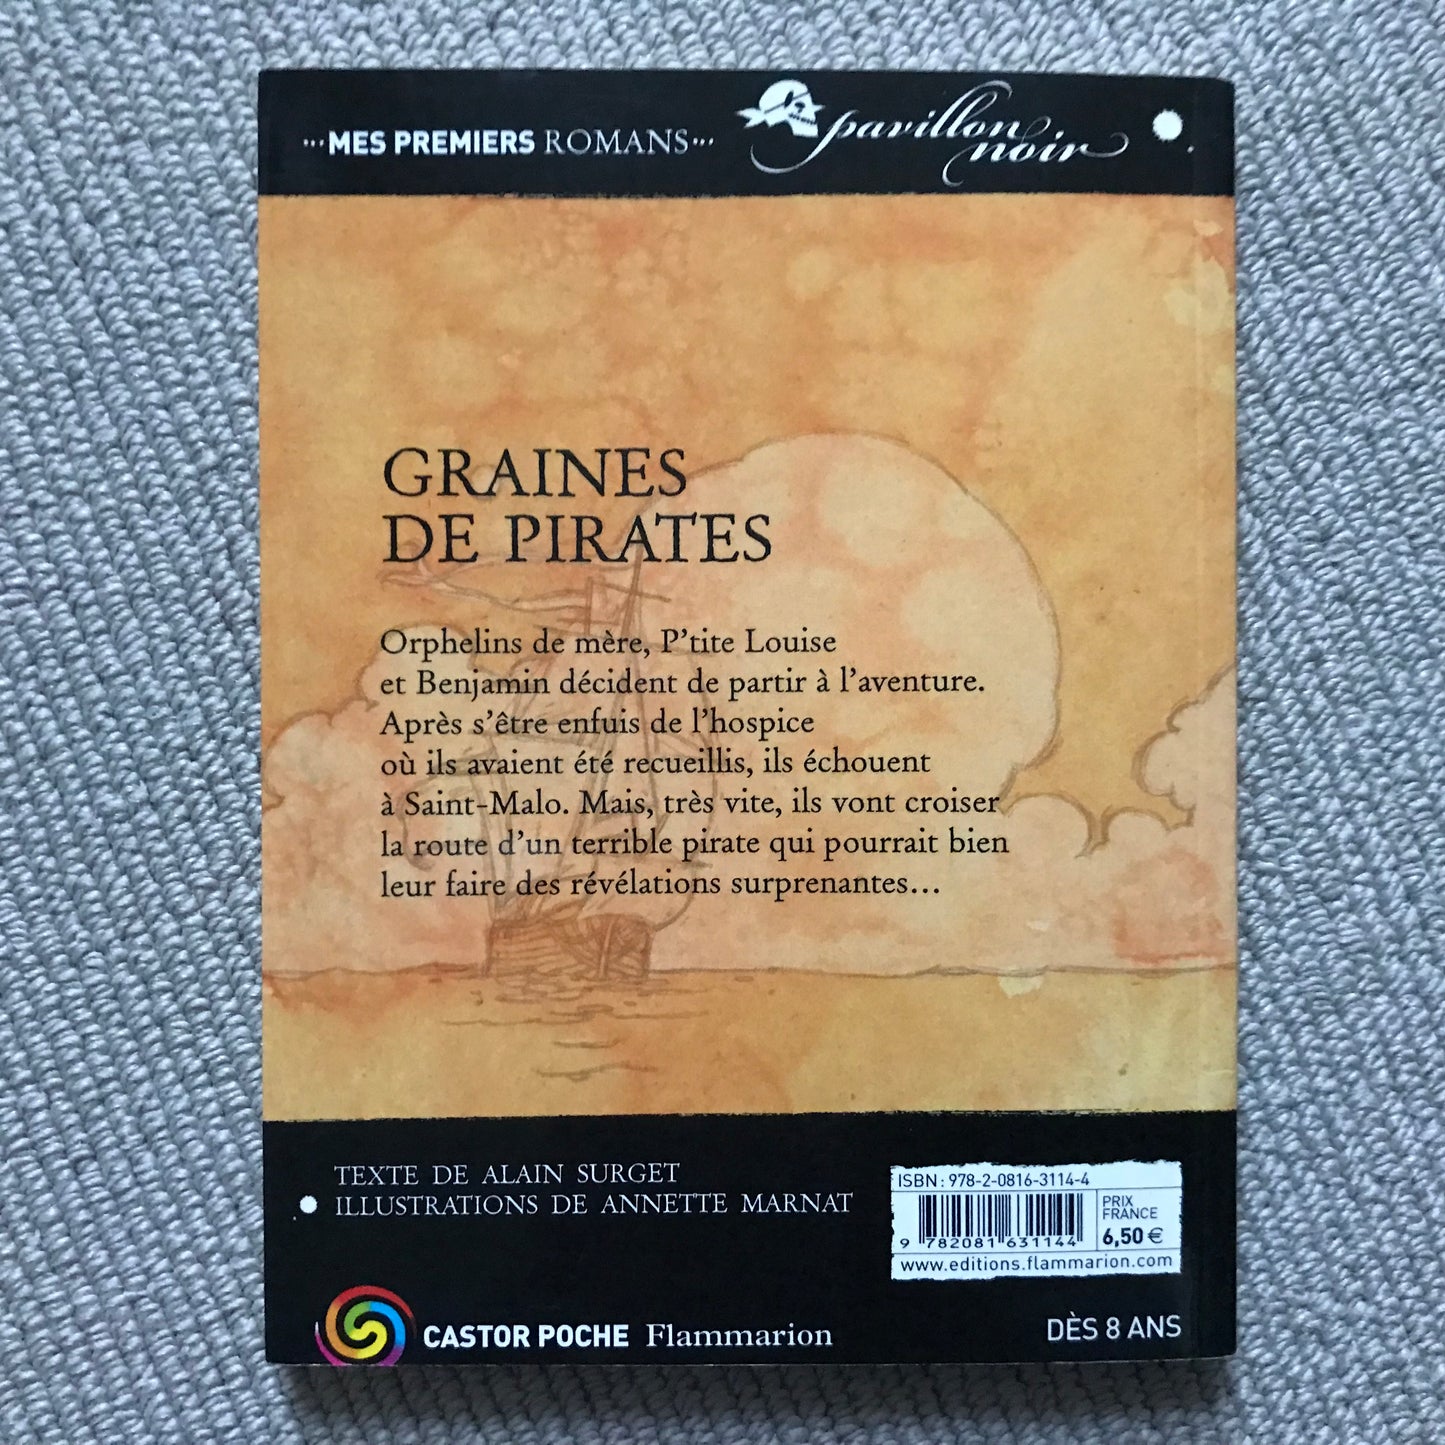 ...MES PREMIERS ROMANS...
pavillon
noir
GRAINES
DE PIRATES
Orphelins de mère, P'tite Louise
et Benjamin décident de partir à l'aventure.
Après s'être enfuis de l'hospice
où ils avaient été recueillis, ils échouent
à Saint-Malo. Mais, très vite, ils vont croiser
la route d'un terrible pirate qui pourrait bien
leur faire des révélations surprenantes...
TEXTE DE ALAIN SURGET
ILLUSTRATIONS DE ANNETTE MARNAT
ISBN : 978-2-0816-3114-4
PRIX
FRANCE
6,50 €
9 782081 631144
www.editions.flammarion.com
CASTOR POCHE Flammarion
DÈS 8 ANS